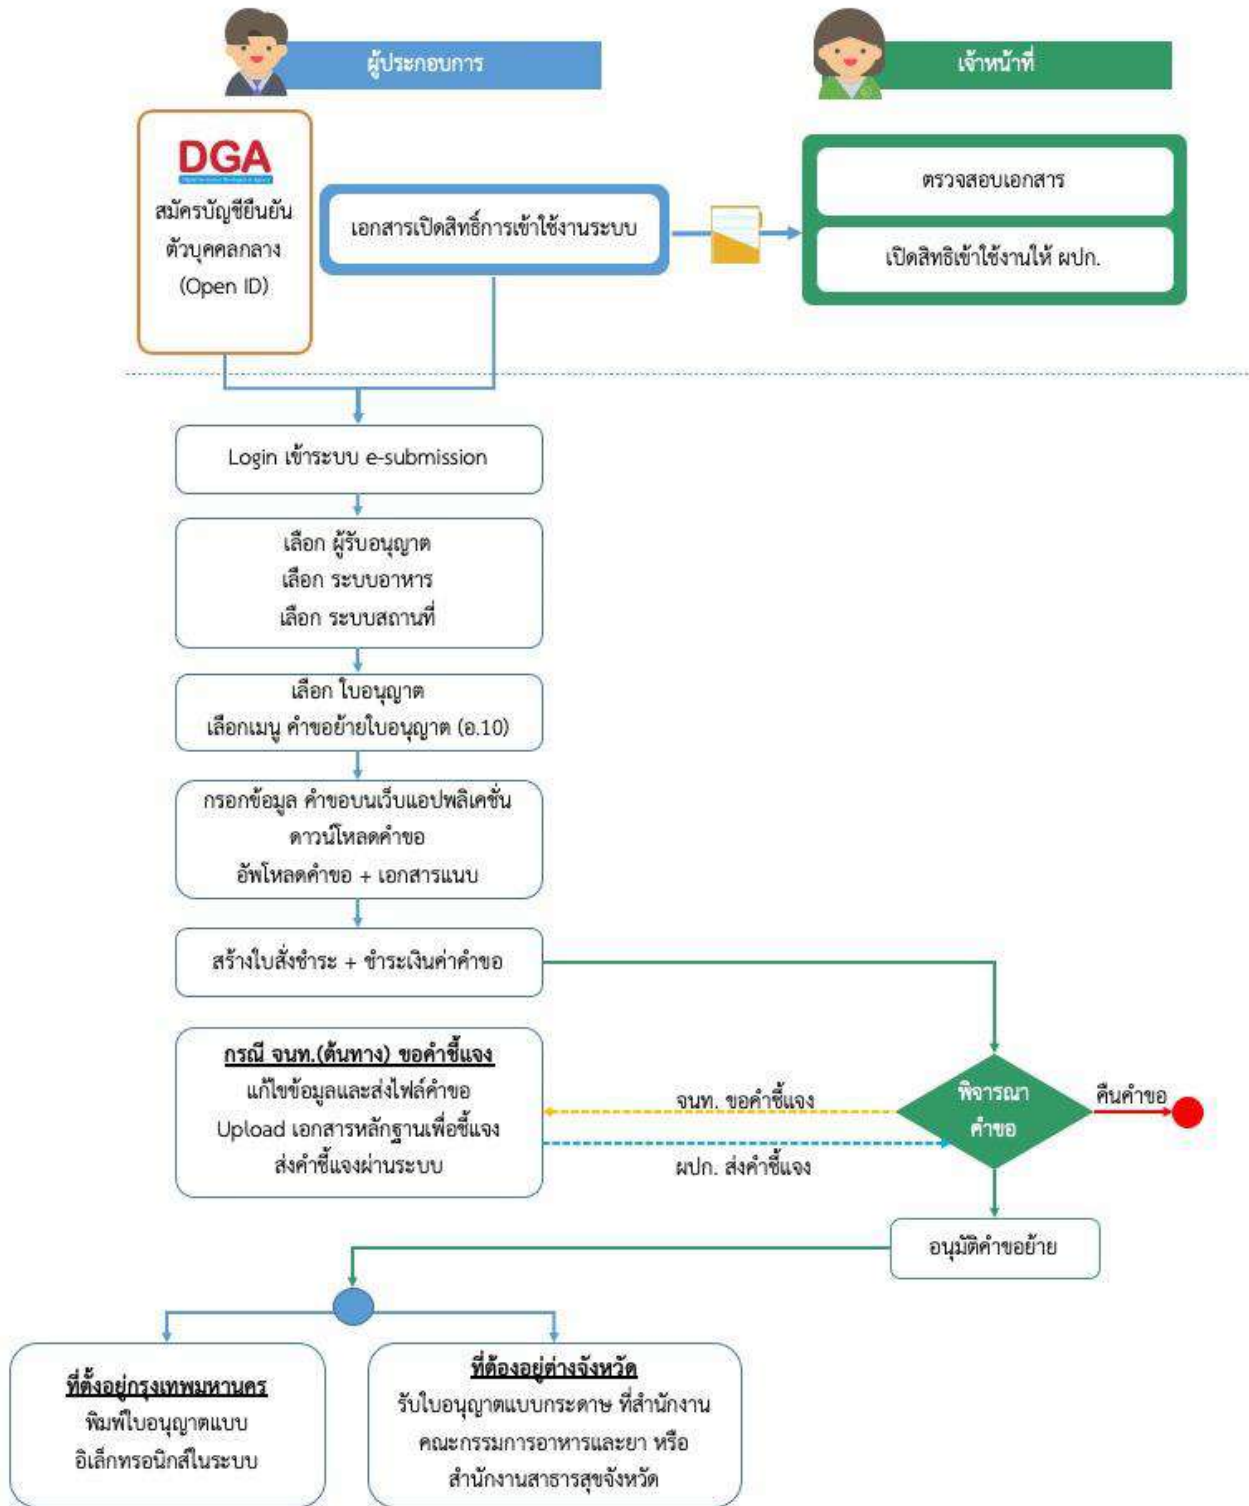 ผู้ประกอบการ
เจ้าหน้าที่
DGA
สมัครบัญชียืนยัน
ตัวบุคคลกลาง
(Open ID)
เอกสารเปิดสิทธิ์การเข้าใช้งานระบบ
ตรวจสอบเอกสาร
เปิดสิทธิเข้าใช้งานให้ ผปก.
Login เข้าระบบ e-submission
เลือก ผู้รับอนุญาต
เลือก ระบบอาหาร
เลือก ระบบสถานที่
เลือก ใบอนุญาต
เลือกเมนู คำขอย้ายใบอนุญาต (อ.10)
กรอกข้อมูล คำขอบนเว็บแอปพลิเคชั่น
ดาวน์โหลดคำขอ
อัพโหลดคำขอ + เอกสารแนบ
สร้างใบสั่งชำระ + ชำระเงินค่าคำขอ
กรณี จนท.(ต้นทาง) ขอคำชี้แจง
แก้ไขข้อมูลและส่งไฟล์คำขอ
Upload เอกสารหลักฐานเพื่อชี้แจง
ส่งคำชี้แจงผ่านระบบ
จนท. ขอคำชี้แจง
ผปก. ส่งคำชี้แจง
พิจารณา
คำขอ
คืนคำขอ
อนุมัติคำขอย้าย
ที่ตั้งอยู่กรุงเทพมหานคร
พิมพ์ใบอนุญาตแบบ
อิเล็กทรอนิกส์ในระบบ
ที่ต้องอยู่ต่างจังหวัด
รับใบอนุญาตแบบกระดาษ ที่สำนักงาน
คณะกรรมการอาหารและยา หรือ
สำนักงานสาธารสุขจังหวัด